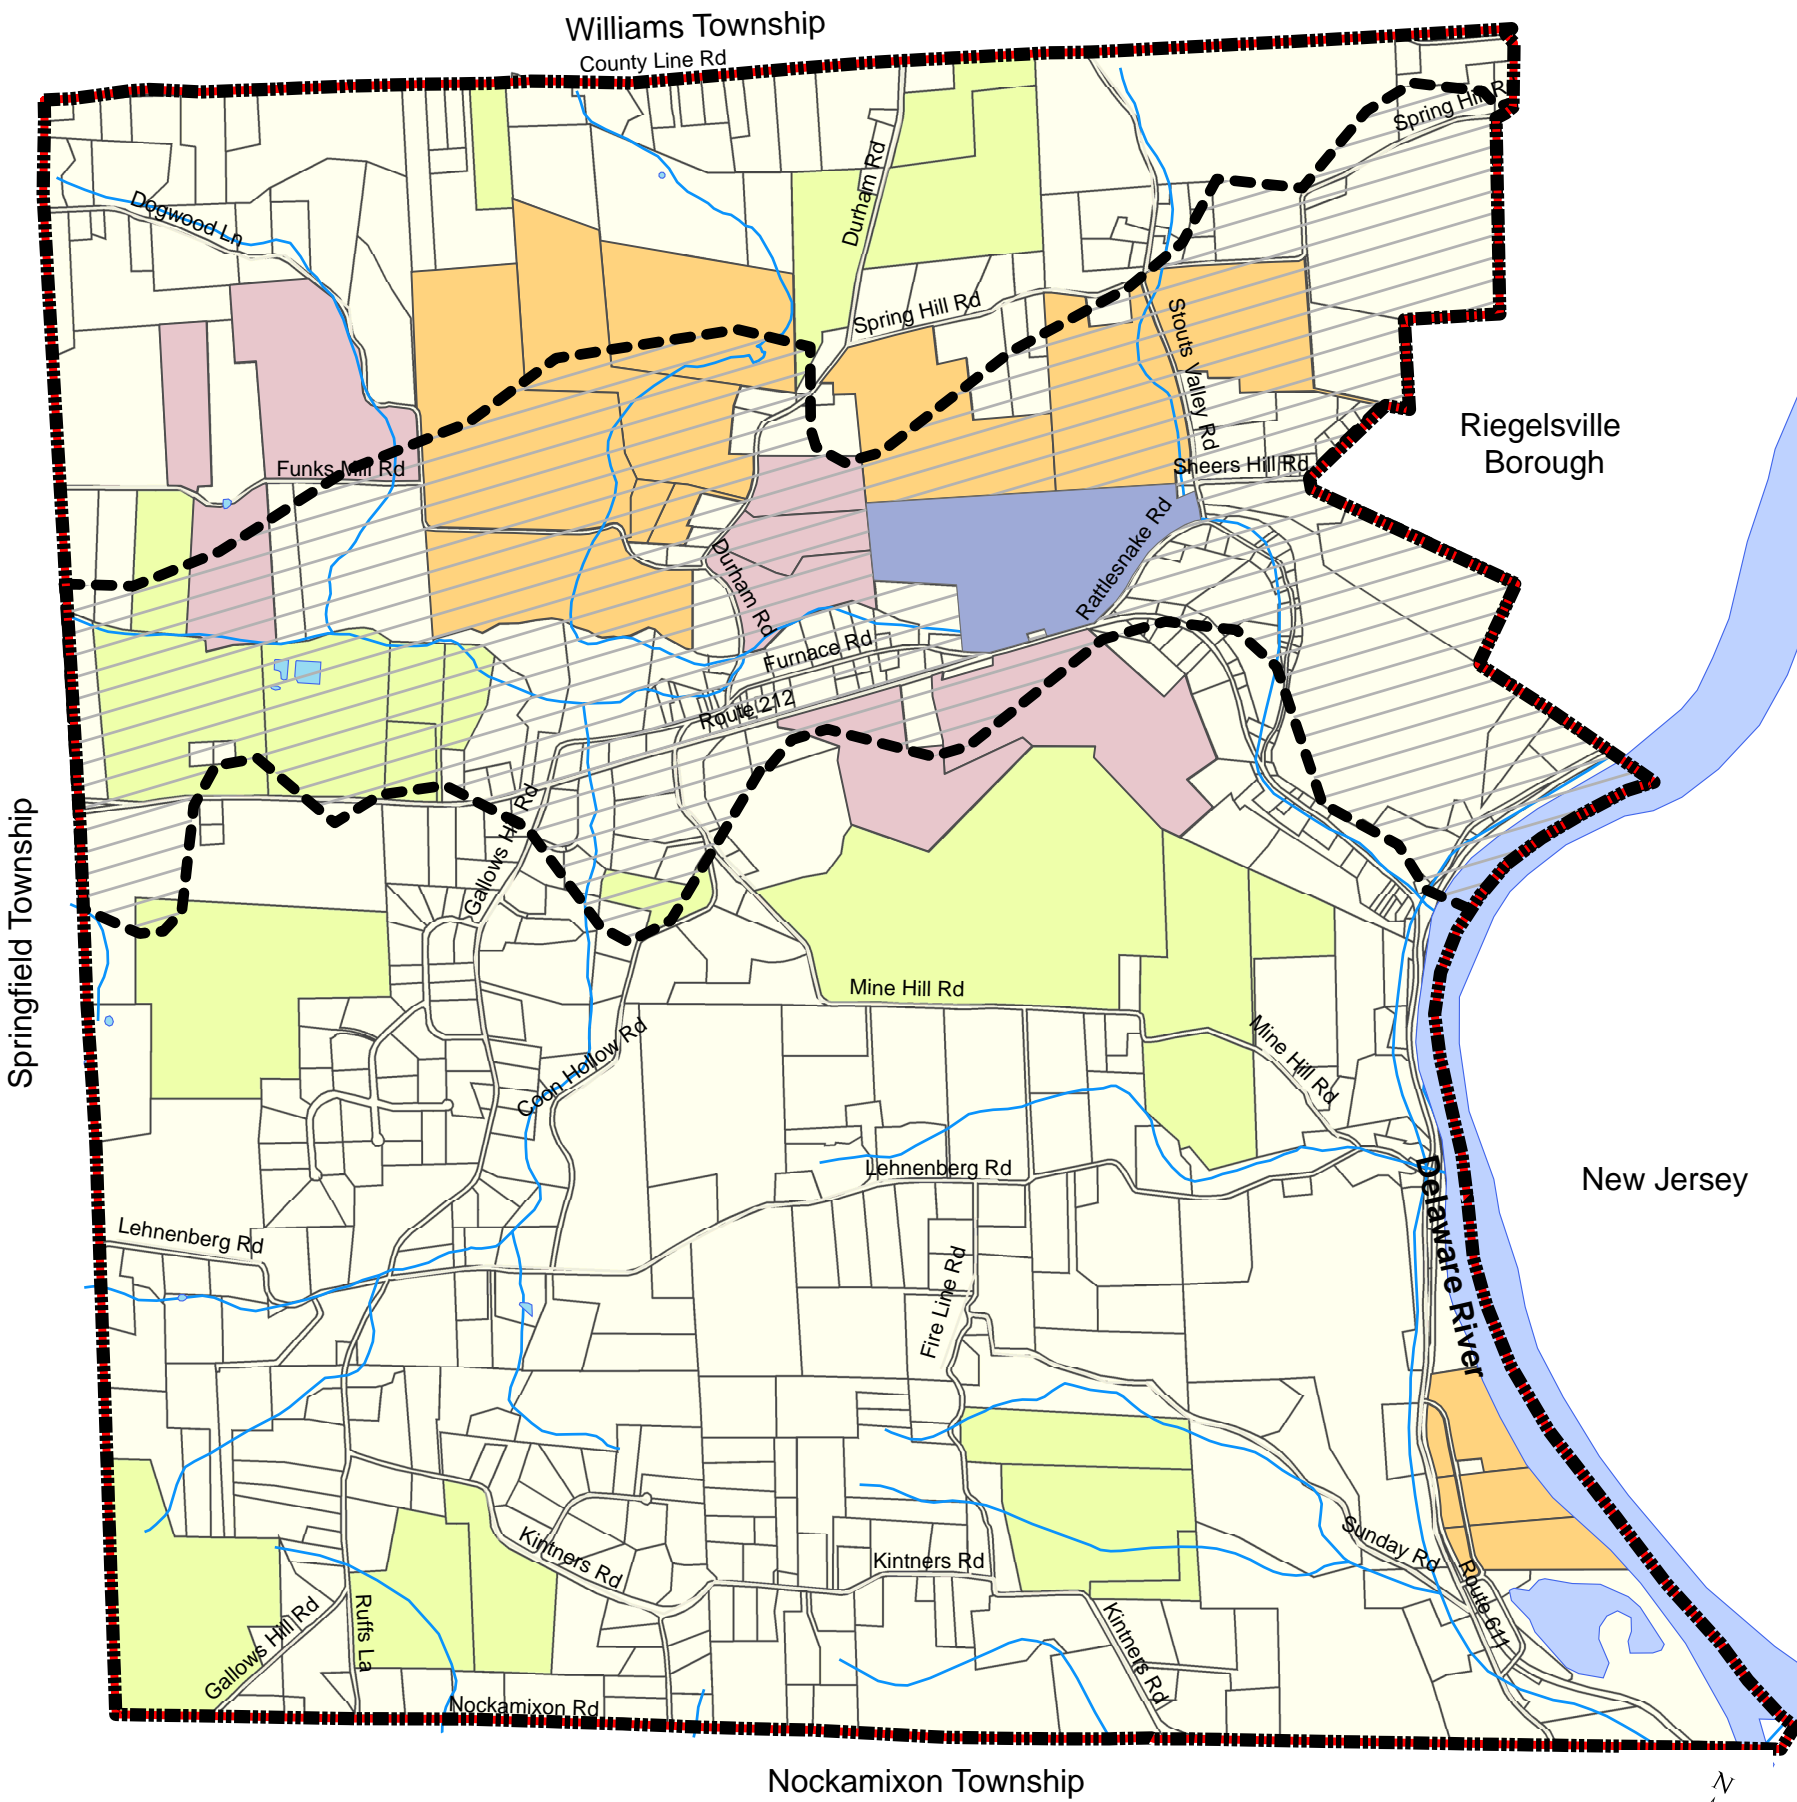 Williams Township
County Line Rd
Spring Hill R
Dogwood Ln
Durham Rd
Spring Hill Rd
Stouts Valley Rd
Riegelsville
Borough
Funks Mill Rd
Sheers Hill Rd
Rattlesnake Rd
Durham Rd
Furnace Rd
Route 212
Springfield Township
Gallows Hill Rd
Mine Hill Rd
Mine Hill Rd
Coon Hollow Rd
Lehnenberg Rd
New Jersey
Delaware River
Lehnenberg Rd
Fire Line Rd
Kintners Rd
Kintners Rd
Sunday Rd
Route 611
Gallows Hill Rd
Ruffs La
Kintners Rd
Nockamixon Rd
Nockamixon Township
N